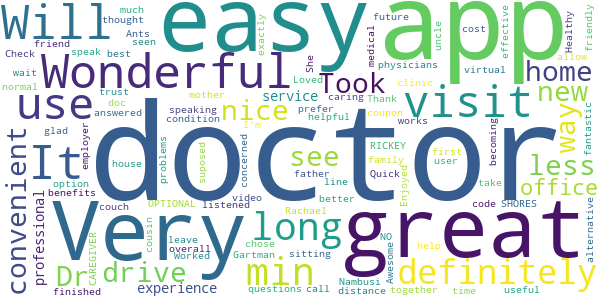 much
Ants
thought
seen
future
uncle
exactly
cost
effective
Healthy
friendly
Will
easy
app
friend
speak
best
She
medical
physicians
Check
wait
trust
doc
Wonderful
Loved
Took
clinic
virtual
allow
home
normal
mother
answered
service
caring
prefer
Thank
coupon
use
speaking
condition
nice
helpful
visit
works
new
way
fantastic
glad
employer
It
doctor
house
problems
supposed
I'm
concerned
see
father
line
better
RICKEY
family
Quick
first
user
becoming
take
less
office
convenient
professional
option
benefits
couch
OPTIONAL
CAREGIVER
cousin
video
listened
Rachael
Enjoyed
code
SHORES
alternative
Very
long
great
leave
overall
chose
Worked
Gartman.
sitting
Awesome
NO
help
Dr
drive
min
Nambusi
definitely
finished
experience
questions
call
distance
together
time
useful